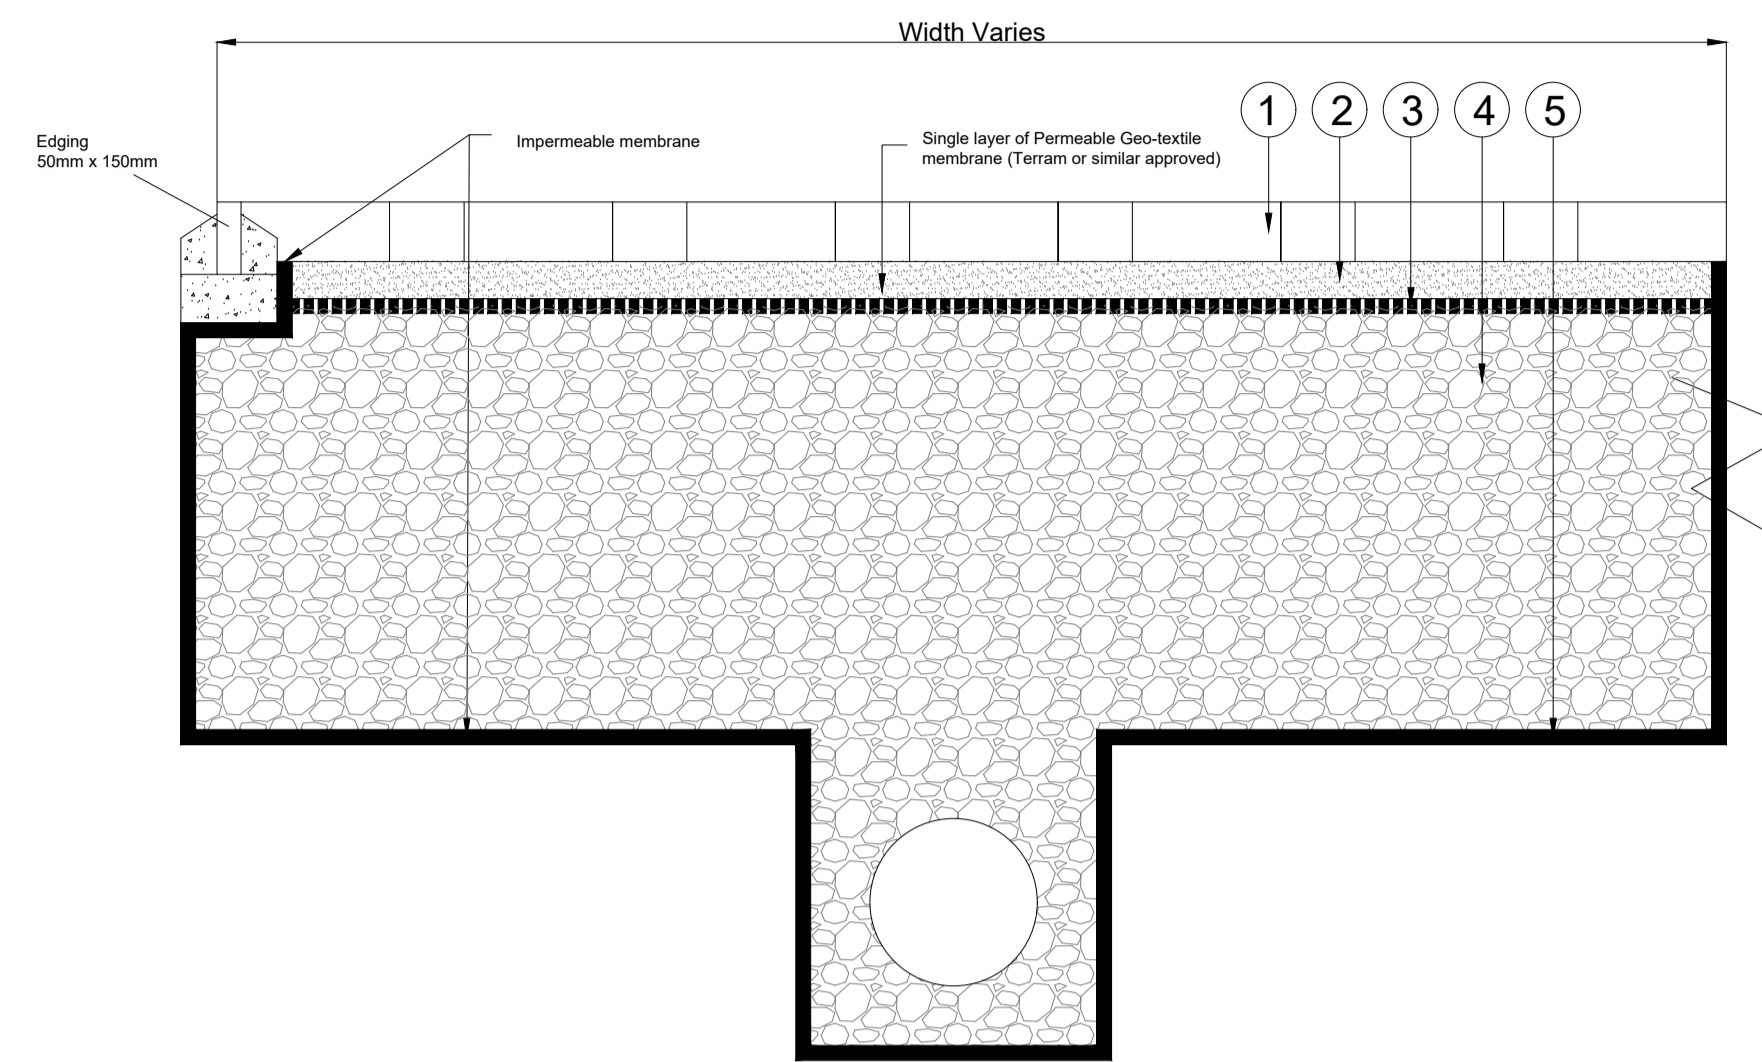 Width Varies
1 2 3 4 5
Edging
50mm x 150mm
Impermeable membrane
Single layer of Permeable Geo-textile
membrane (Terram or similar approved)